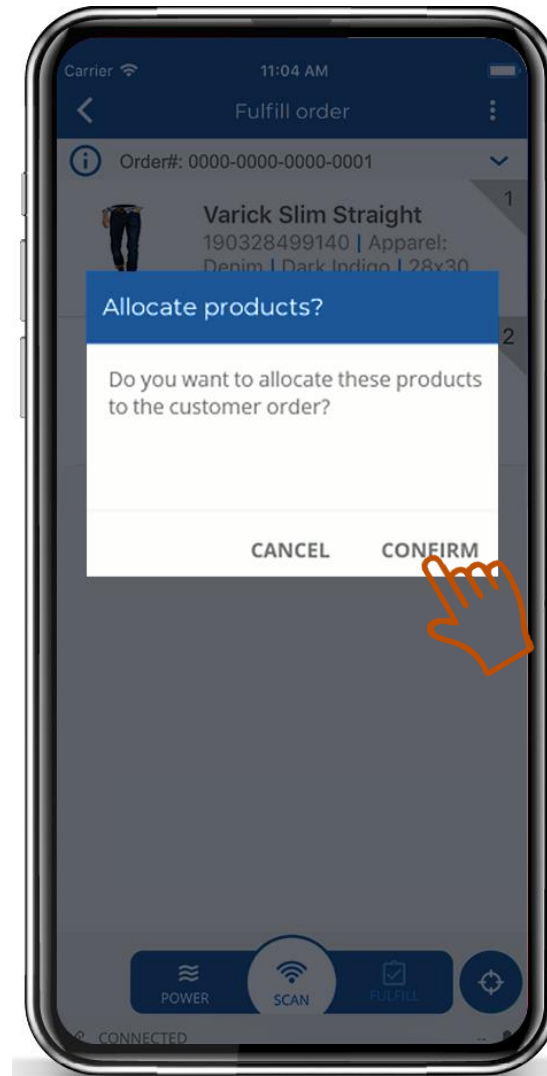 Carrier 11:04 AM
Fulfill order
Order#: 0000-0000-0000-0001
Varick Slim Straight 1
190328499140 | Apparel:
Denim | Dark Indigo | 28x30
Allocate products?
2
Do you want to allocate these products
to the customer order?
CANCEL CONFIRM
POWER SCAN FULFILL
CONNECTED